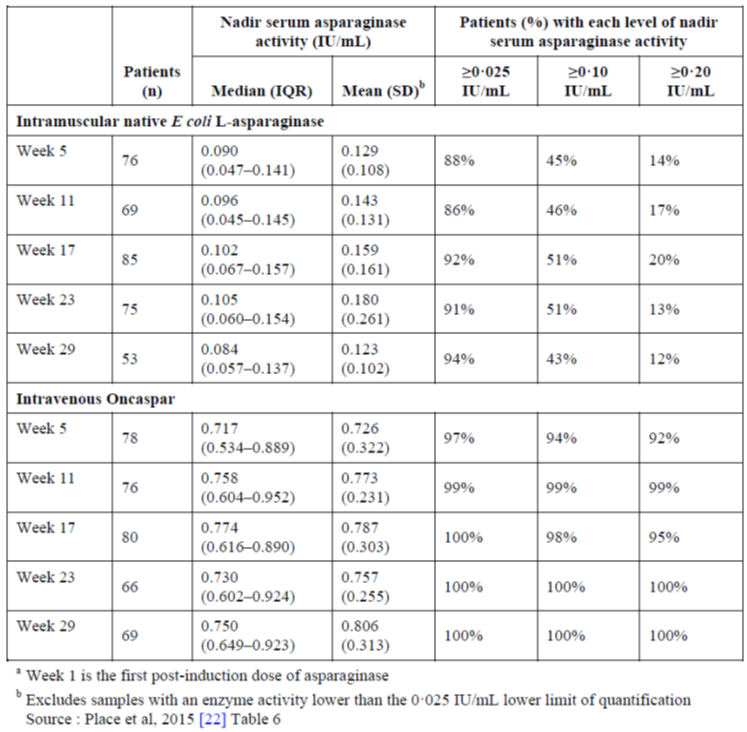 Nadir serum asparaginase activity (IU/mL) Patients (%) with each level of nadir serum asparaginase activity
Patients (n) Median (IQR) Mean (SD)b ≥0·025 IU/mL ≥0·10 IU/mL ≥0·20 IU/mL
Intramuscular native E coli L-asparaginase
Week 5 76 0.090 (0.047–0.141) 0.129 (0.108) 88% 45% 14%
Week 11 69 0.096 (0.045–0.145) 0.143 (0.131) 86% 46% 17%
Week 17 85 0.102 (0.067–0.157) 0.159 (0.161) 92% 51% 20%
Week 23 75 0.105 (0.060–0.154) 0.180 (0.261) 91% 51% 13%
Week 29 53 0.084 (0.057–0.137) 0.123 (0.102) 94% 43% 12%
Intravenous Oncaspar
Week 5 78 0.717 (0.534–0.889) 0.726 (0.322) 97% 94% 92%
Week 11 76 0.758 (0.604–0.952) 0.773 (0.231) 99% 99% 99%
Week 17 80 0.774 (0.616–0.890) 0.787 (0.303) 100% 98% 95%
Week 23 66 0.730 (0.602–0.924) 0.757 (0.255) 100% 100% 100%
Week 29 69 0.750 (0.649–0.923) 0.806 (0.313) 100% 100% 100%
a Week 1 is the first post-induction dose of asparaginase
b Excludes samples with an enzyme activity lower than the 0·025 IU/mL lower limit of quantification
Source : Place et al, 2015 [22] Table 6